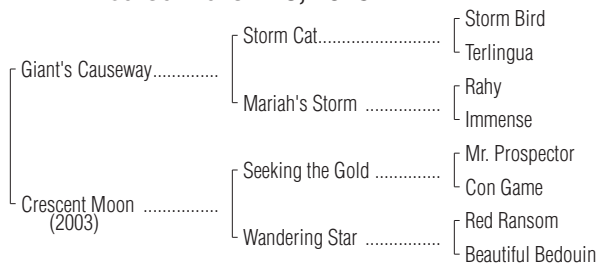 Storm Bird
Storm Cat........................
Terlingua
Giant's Causeway.............
Rahy
Mariah's Storm ...............
Immense
Mr. Prospector
Seeking the Gold .............
Con Game
Crescent Moon ...............
(2003)
Red Ransom
Wandering Star ...............
Beautiful Bedouin